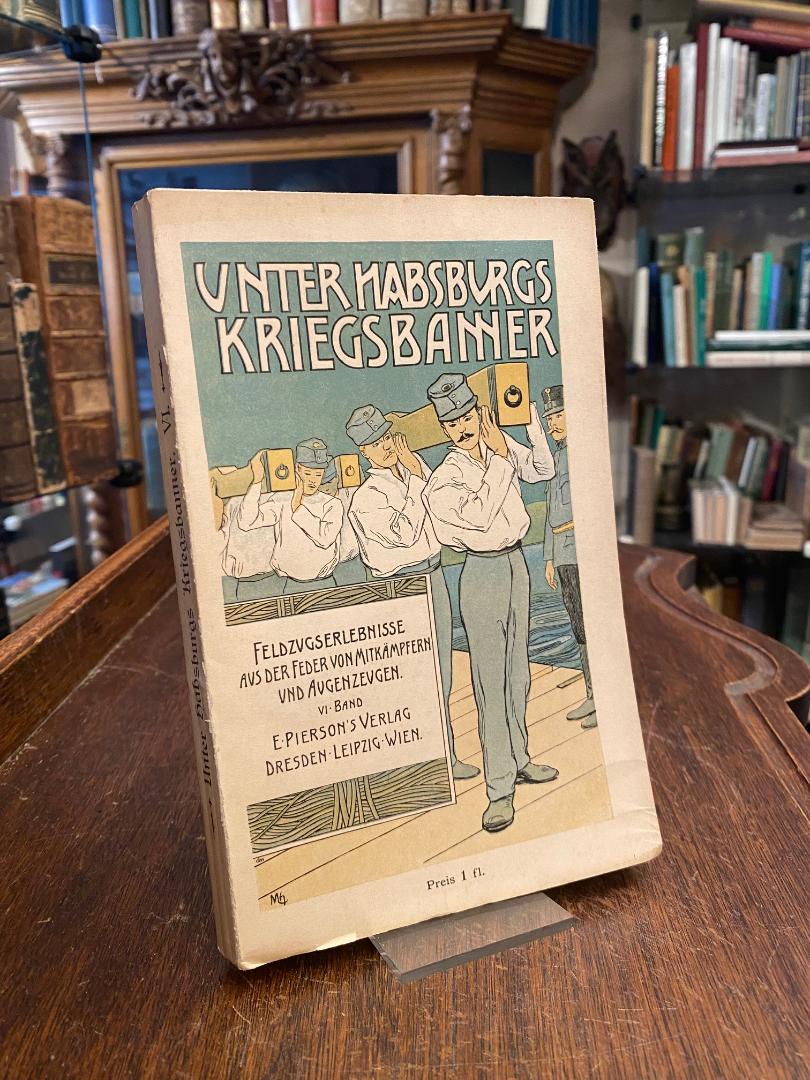 UNTER HABSBURGS
KRIEGSBANNER
FELDZUGSERLEBNISSE
AUS DER FEDER VON MITKÄMPFERN
UND AUGENZEUGEN.
VI·BAND
E·PIERSON'S VERLAG
DRESDEN·LEIPZIG·WIEN.
Preis 1 fl.
Unter Habsburgs Kriegsbanner. VI.